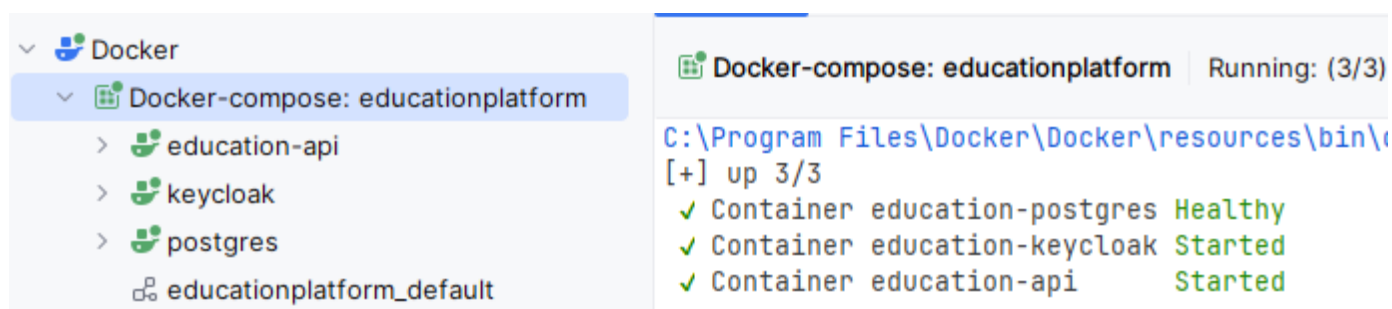 Docker
Docker-compose: educationplatform
education-api
keycloak
postgres
educationplatform_default
Docker-compose: educationplatform Running: (3/3)
C:\Program Files\Docker\Docker\resources\bin\
[+] up 3/3
✓ Container education-postgres Healthy
✓ Container education-keycloak Started
✓ Container education-api Started